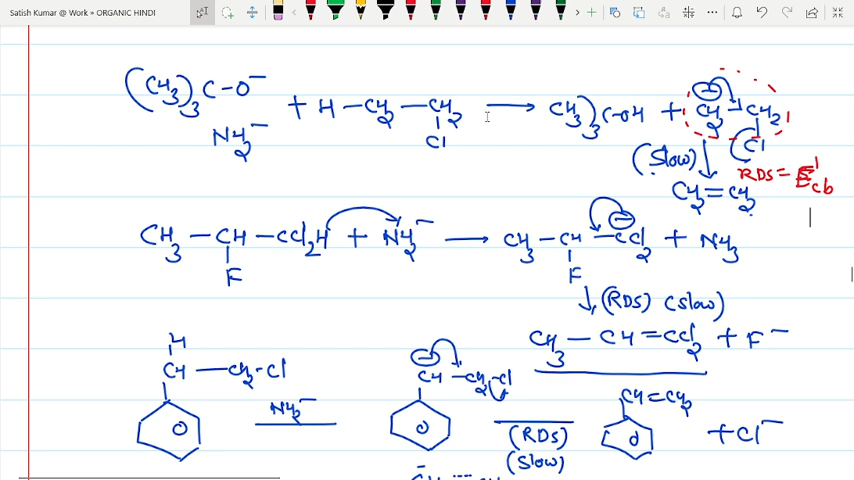 Satish Kumar @ Work » ORGANIC HINDI
(CH3)3C-O⁻ + H-CH2-CH2 → CH3)3C-OH + CH2-CH2
NH2⁻ Cl Cl
(Slow) RDS = E1cb
CH2=CH2
CH3-CH-CCl2H + NH2⁻ → CH3-CH-CCl2 + NH3
F F
(RDS) (Slow)
CH3-CH=CCl2 + F⁻
H
CH-CH2-Cl CH-CH2-Cl CH=CH2
NH2⁻ + Cl⁻
(RDS)
(Slow)